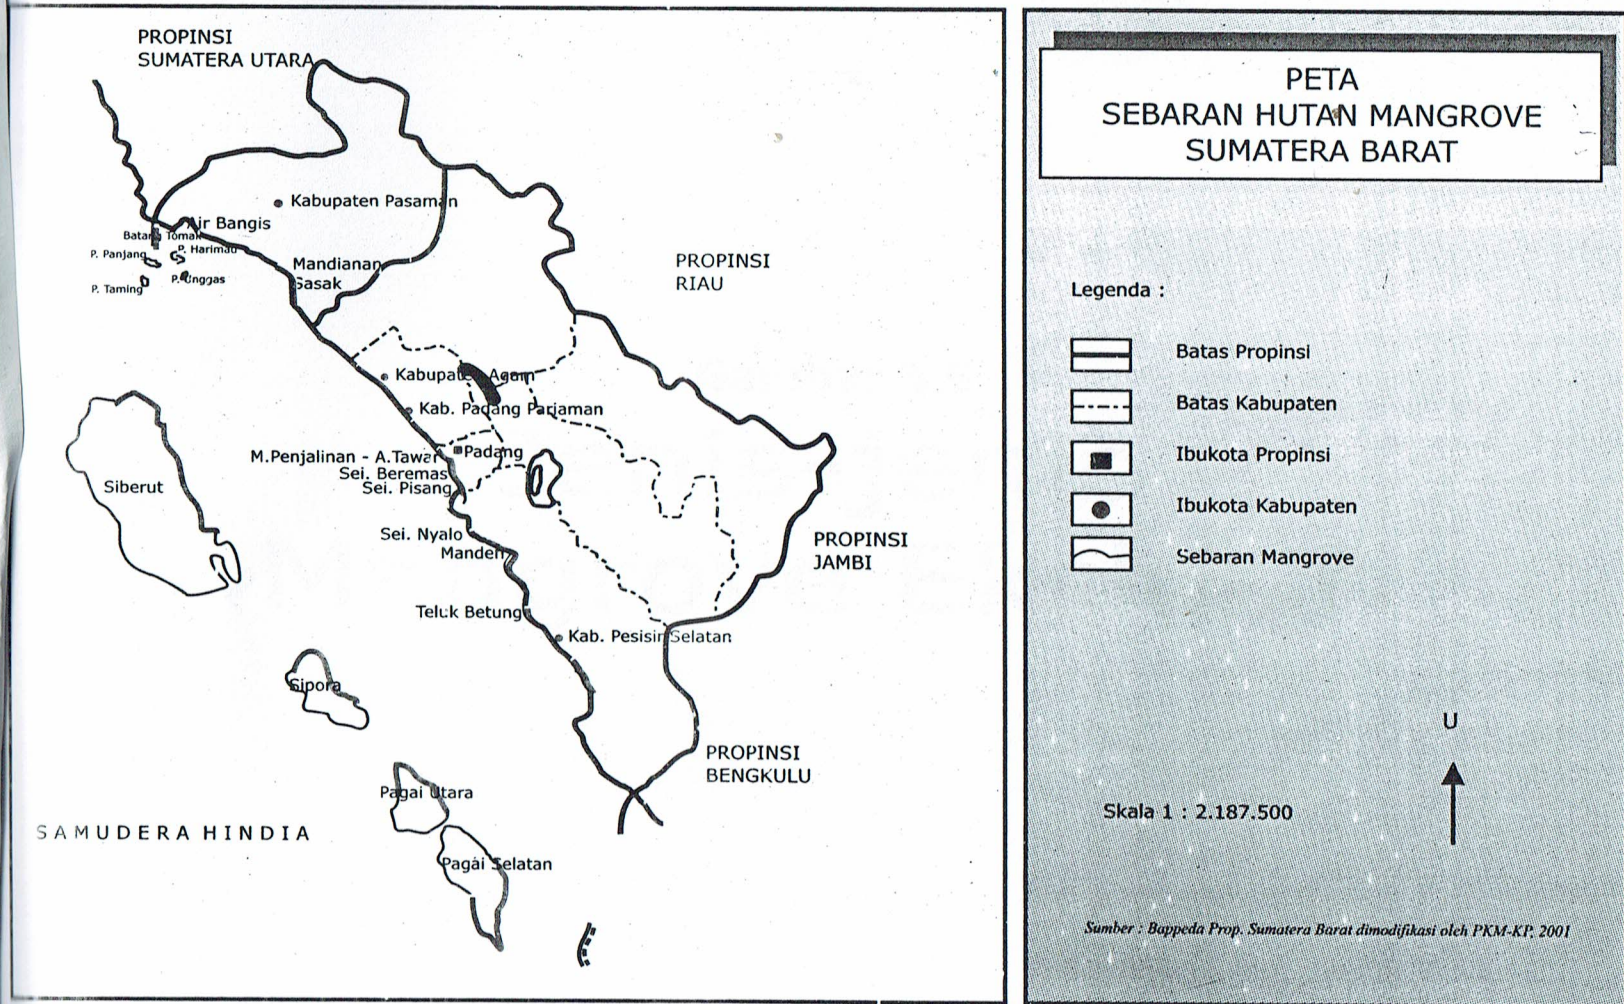 PROPINSI
SUMATERA UTARA
Kabupaten Pasaman
Air Bangis
Batang Tomak
P. Panjang
P. Harimau
P. Unggas
P. Taming
Mandianan
Sasak
PROPINSI
RIAU
Kabupaten Agam
Kab. Padang Pariaman
M.Penjalinan - A.Tawar
Padang
Sei. Beremas
Sei. Pisang
Siberut
Sei. Nyalo
Manden
PROPINSI
JAMBI
Teluk Betung
Kab. Pesisir Selatan
Sipora
PROPINSI
BENGKULU
Pagai Utara
SAMUDERA HINDIA
Pagai Selatan
PETA
SEBARAN HUTAN MANGROVE
SUMATERA BARAT
Legenda :
Batas Propinsi
Batas Kabupaten
Ibukota Propinsi
Ibukota Kabupaten
Sebaran Mangrove
U
Skala 1 : 2.187.500
Sumber : Bappeda Prop. Sumatera Barat dimodifikasi oleh PKM-KP, 2001